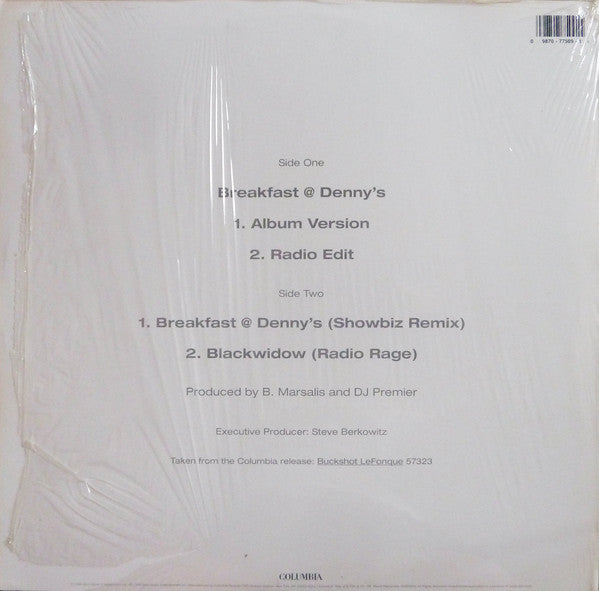 Side One
Breakfast @ Denny's
1. Album Version
2. Radio Edit
Side Two
1. Breakfast @ Denny's (Showbiz Remix)
2. Blackwidow (Radio Rage)
Produced by B. Marsalis and DJ Premier
Executive Producer: Steve Berkowitz
Taken from the Columbia release: Buckshot LeFonque 57323
COLUMBIA